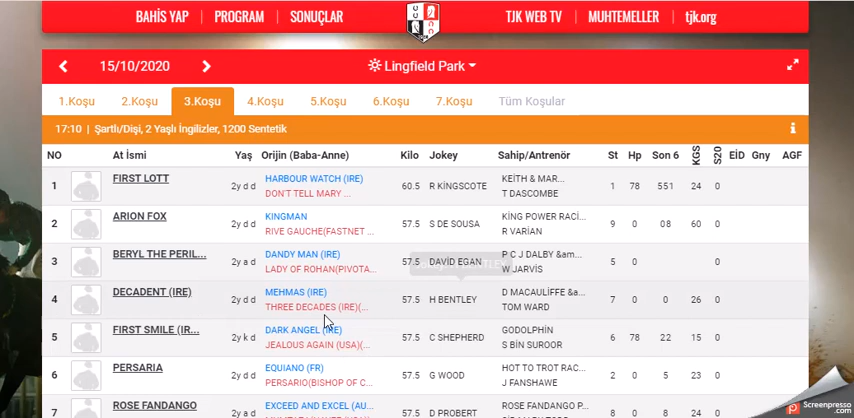 BAHİS YAP PROGRAM SONUÇLAR TJK WEB TV MUHTEMELLER tjk.org
15/10/2020 Lingfield Park
1.Koşu 2.Koşu 3.Koşu 4.Koşu 5.Koşu 6.Koşu 7.Koşu Tüm Koşular
17:10 | Şartlı/Dişi, 2 Yaşlı İngilizler, 1200 Sentetik
NO At İsmi Yaş Orijin (Baba-Anne) Kilo Jokey Sahip/Antrenör St Hp Son 6 KGS S20 EİD Gny AGF
1 FIRST LOTT 2y d d HARBOUR WATCH (IRE) 60.5 R KİNGSCOTE KEİTH & MAR... 1 78 551 24 0
DON'T TELL MARY ... T DASCOMBE
2 ARION FOX 2y d d KINGMAN 57.5 S DE SOUSA KİNG POWER RACİ... 9 0 08 60 0
RIVE GAUCHE(FASTNET ... R VARİAN
3 BERYL THE PERIL... 2y a d DANDY MAN (IRE) 57.5 DAVİD EGAN P C J DALBY &am... 5 0 0
LADY OF ROHAN(PIVOTA... W JARVİS
4 DECADENT (IRE) 2y d d MEHMAS (IRE) 57.5 H BENTLEY D MACAULİFFE &a... 7 0 0 26 0
THREE DECADES (IRE)(... TOM WARD
5 FIRST SMILE (IR... 2y k d DARK ANGEL (IRE) 57.5 C SHEPHERD GODOLPHİN 6 78 22 15 0
JEALOUS AGAIN (USA)(... S BİN SUROOR
6 PERSARIA 2y d d EQUIANO (FR) 57.5 G WOOD HOT TO TROT RAC... 2 0 5 23 0
PERSARIO(BISHOP OF C... J FANSHAWE
7 ROSE FANDANGO 2y a d EXCEED AND EXCEL (AU... 57.5 D PROBERT 8 0 8 24 0
Screenpresso